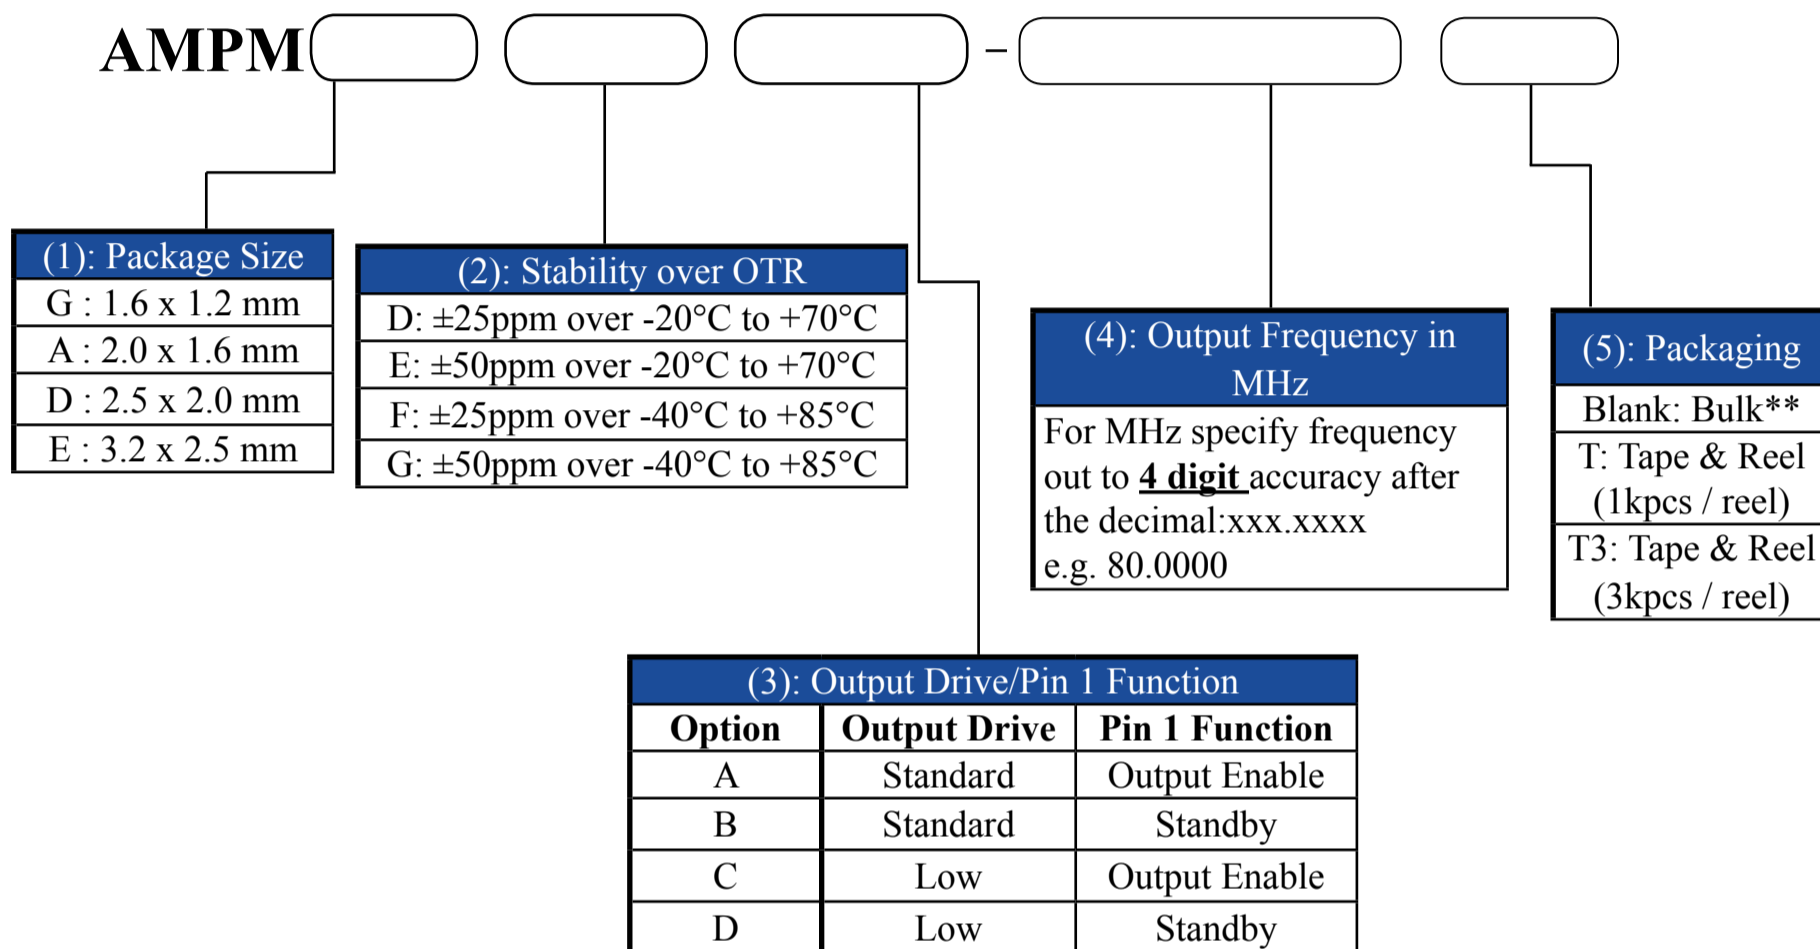 AMPM –
(1): Package Size
G : 1.6 x 1.2 mm
A : 2.0 x 1.6 mm
D : 2.5 x 2.0 mm
E : 3.2 x 2.5 mm
(2): Stability over OTR
D: ±25ppm over -20°C to +70°C
E: ±50ppm over -20°C to +70°C
F: ±25ppm over -40°C to +85°C
G: ±50ppm over -40°C to +85°C
(4): Output Frequency in
MHz
For MHz specify frequency
out to 4 digit accuracy after
the decimal:xxx.xxxx
e.g. 80.0000
(5): Packaging
Blank: Bulk**
T: Tape & Reel
(1kpcs / reel)
T3: Tape & Reel
(3kpcs / reel)
(3): Output Drive/Pin 1 Function
Option Output Drive Pin 1 Function
A Standard Output Enable
B Standard Standby
C Low Output Enable
D Low Standby